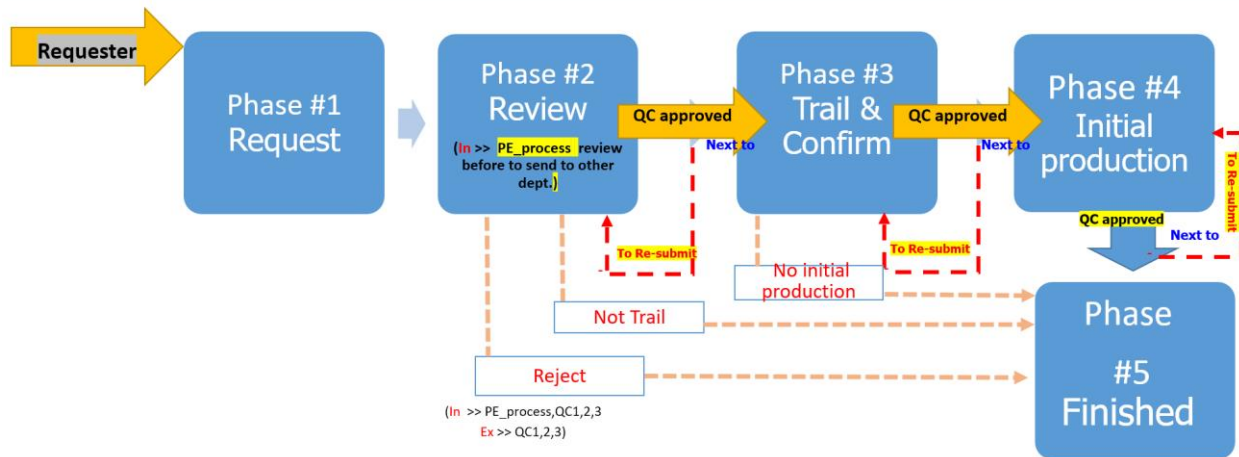 Requester
Phase #1
Request
Phase #2
Review
(In >> PE_process review
before to send to other
dept.)
QC approved
Next to
To Re-submit
Phase #3
Trail &
Confirm
QC approved
Next to
To Re-submit
Phase #4
Initial
production
To Re-submit
QC approved
Next to
No initial
production
Not Trail
Reject
(In >> PE_process,QC1,2,3
Ex >> QC1,2,3)
Phase
#5
Finished